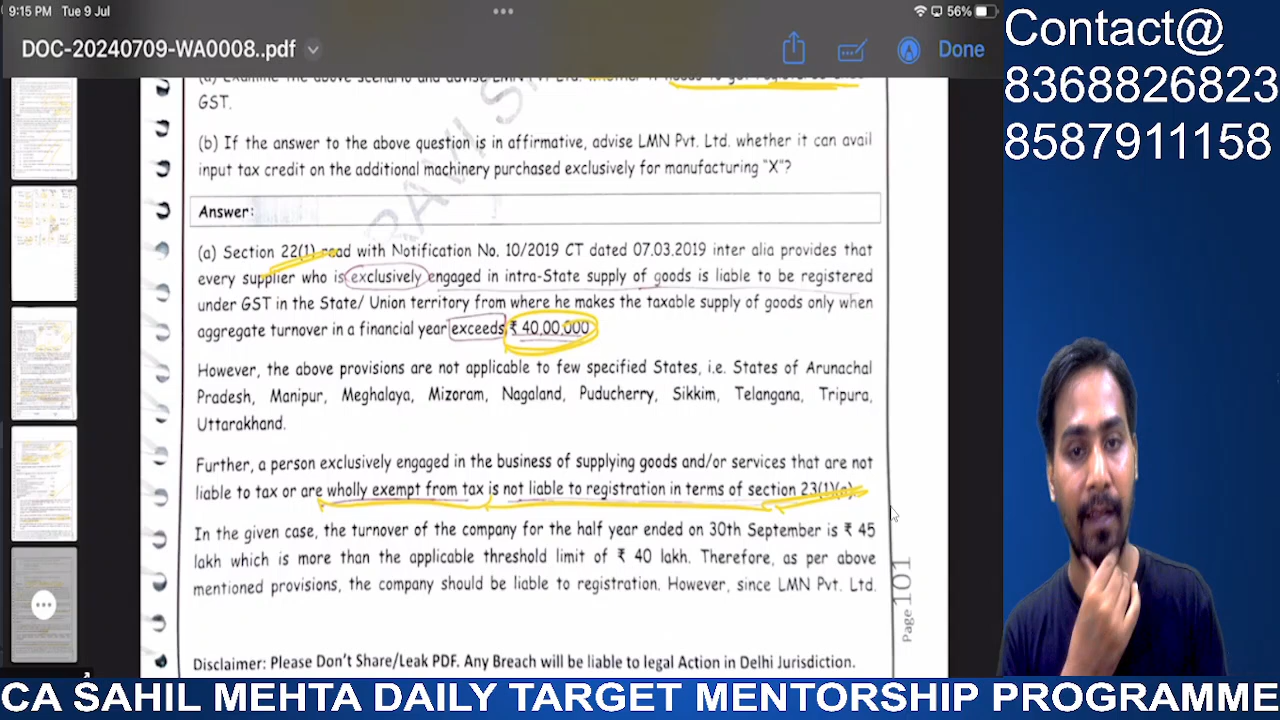 9:15 PM Tue 9 Jul
56%
DOC-20240709-WA0008..pdf
Done
GST.
(b) If the answer to the above question is in affirmative, advise LMN Pvt. Ltd. whether it can avail
input tax credit on the additional machinery purchased exclusively for manufacturing "X"?
Answer:
(a) Section 22(1) read with Notification No. 10/2019 CT dated 07.03.2019 inter alia provides that
every supplier who is exclusively engaged in intra-State supply of goods is liable to be registered
under GST in the State/ Union territory from where he makes the taxable supply of goods only when
aggregate turnover in a financial year exceeds ₹ 40,00,000
However, the above provisions are not applicable to few specified States, i.e. States of Arunachal
Pradesh, Manipur, Meghalaya, Mizoram, Nagaland, Puducherry, Sikkim, Telangana, Tripura,
Uttarakhand.
Further, a person exclusively engaged in the business of supplying goods and/or services that are not
liable to tax or are wholly exempt from tax is not liable to registration in terms of section 23(1)(a).
In the given case, the turnover of the company for the half year ended on 30th September is ₹ 45
lakh which is more than the applicable threshold limit of ₹ 40 lakh. Therefore, as per above
mentioned provisions, the company should be liable to registration. However, since LMN Pvt. Ltd.
Page 101
Disclaimer: Please Don't Share/Leak PDF. Any Breach will be liable to legal Action in Delhi Jurisdiction.
Contact@
8368826823
8587911158
CA SAHIL MEHTA DAILY TARGET MENTORSHIP PROGRAMME